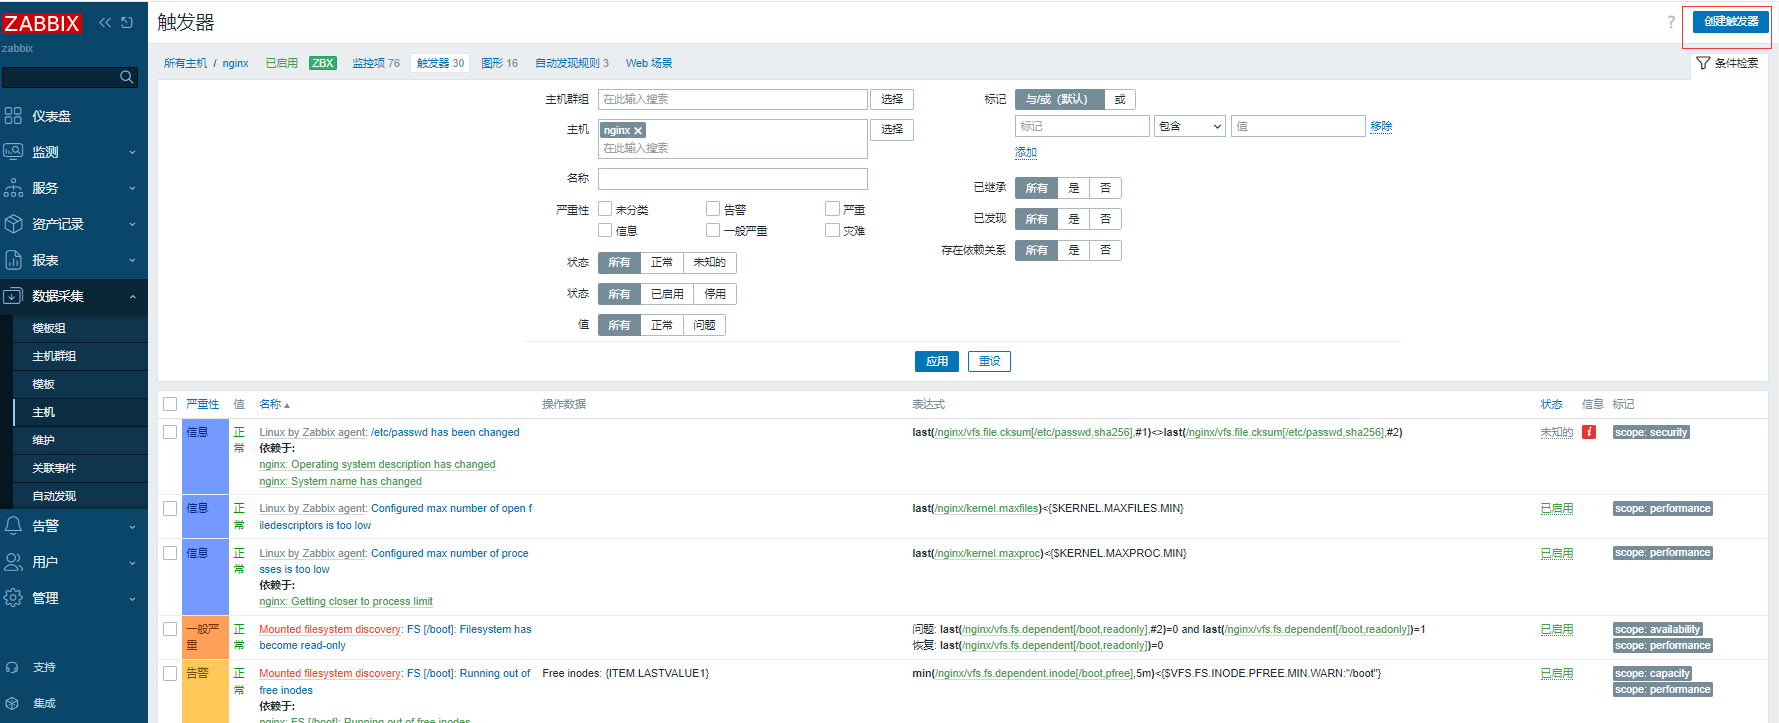 ZABBIX
zabbix
仪表盘
监测
服务
资产记录
报表
数据采集
模板组
主机群组
模板
主机
维护
关联事件
自动发现
告警
用户
管理
支持
集成
触发器
?
创建触发器
所有主机 / nginx 已启用 ZBX 监控项 76 触发器 30 图形 16 自动发现规则 3 Web 场景
条件检索
主机群组 在此输入搜索 选择
主机 nginx 在此输入搜索 选择
名称
严重性 未分类 告警 严重
信息 一般严重 灾难
状态 所有 正常 未知的
状态 所有 已启用 停用
值 所有 正常 问题
标记 与/或（默认） 或
标记 包含 值 移除
添加
已继承 所有 是 否
已发现 所有 是 否
存在依赖关系 所有 是 否
应用 重设
严重性 值 名称 操作数据 表达式 状态 信息 标记
信息 正常 Linux by Zabbix agent: /etc/passwd has been changed last(/nginx/vfs.file.cksum[/etc/passwd,sha256],#1)<>last(/nginx/vfs.file.cksum[/etc/passwd,sha256],#2) 未知的 i scope: security
依赖于:
nginx: Operating system description has changed
nginx: System name has changed
信息 正常 Linux by Zabbix agent: Configured max number of open f last(/nginx/kernel.maxfiles)<{$KERNEL.MAXFILES.MIN} 已启用 scope: performance
iledescriptors is too low
信息 正常 Linux by Zabbix agent: Configured max number of proce last(/nginx/kernel.maxproc)<{$KERNEL.MAXPROC.MIN} 已启用 scope: performance
sses is too low
依赖于:
nginx: Getting closer to process limit
一般严重 正常 Mounted filesystem discovery: FS [/boot]: Filesystem has 问题: last(/nginx/vfs.fs.dependent[/boot,readonly],#2)=0 and last(/nginx/vfs.fs.dependent[/boot,readonly])=1 已启用 scope: availability
become read-only 恢复: last(/nginx/vfs.fs.dependent[/boot,readonly])=0 scope: performance
告警 正常 Mounted filesystem discovery: FS [/boot]: Running out of Free inodes: {ITEM.LASTVALUE1} min(/nginx/vfs.fs.dependent.inode[/boot,pfree],5m)<{$VFS.FS.INODE.PFREE.MIN.WARN:"/boot"} 已启用 scope: capacity
free inodes scope: performance
依赖于:
nginx: FS [/boot]: Running out of free inodes